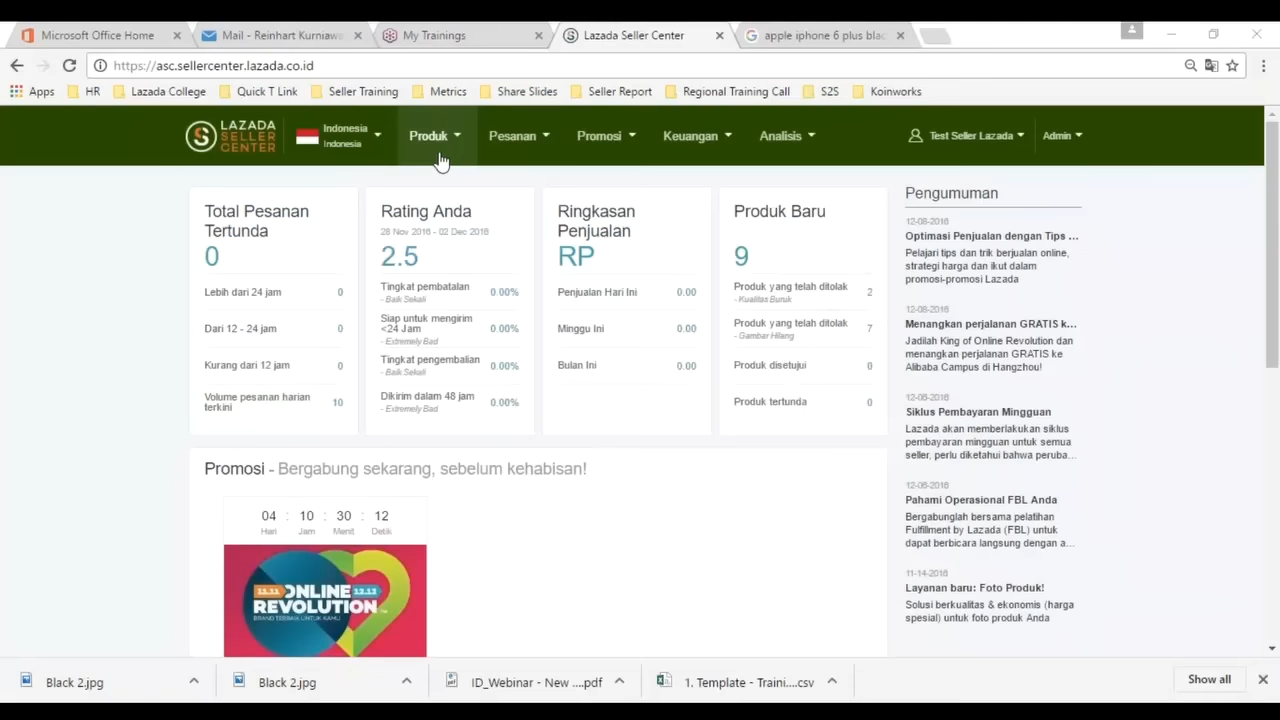 Microsoft Office Home
Mail - Reinhart Kurniaw
My Trainings
Lazada Seller Center
apple iphone 6 plus blac
https://asc.sellercenter.lazada.co.id
Apps HR Lazada College Quick T Link Seller Training Metrics Share Slides Seller Report Regional Training Call S2S Koinworks
LAZADA
SELLER
CENTER
Indonesia
Indonesia
Produk Pesanan Promosi Keuangan Analisis
Test Seller Lazada Admin
Total Pesanan
Tertunda
0
Lebih dari 24 jam 0
Dari 12 - 24 jam 0
Kurang dari 12 jam 0
Volume pesanan harian
terkini 10
Rating Anda
28 Nov 2016 - 02 Dec 2016
2.5
Tingkat pembatalan 0.00%
- Baik Sekali
Siap untuk mengirim
<24 Jam 0.00%
- Extremely Bad
Tingkat pengembalian 0.00%
- Baik Sekali
Dikirim dalam 48 jam 0.00%
- Extremely Bad
Ringkasan
Penjualan
RP
Penjualan Hari Ini 0.00
Minggu Ini 0.00
Bulan Ini 0.00
Produk Baru
9
Produk yang telah ditolak 2
- Kualitas Buruk
Produk yang telah ditolak 7
- Gambar Hilang
Produk disetujui 0
Produk tertunda 0
Pengumuman
12-08-2016
Optimasi Penjualan dengan Tips ...
Pelajari tips dan trik berjualan online,
strategi harga dan ikut dalam
promosi-promosi Lazada
12-08-2016
Menangkan perjalanan GRATIS k...
Jadilah King of Online Revolution dan
menangkan perjalanan GRATIS ke
Alibaba Campus di Hangzhou!
12-08-2016
Siklus Pembayaran Mingguan
Lazada akan memberlakukan siklus
pembayaran mingguan untuk semua
seller, perlu diketahui bahwa peruba...
12-06-2016
Pahami Operasional FBL Anda
Bergabunglah bersama pelatihan
Fulfillment by Lazada (FBL) untuk
dapat berbicara langsung dengan a...
11-14-2016
Layanan baru: Foto Produk!
Solusi berkualitas & ekonomis (harga
spesial) untuk foto produk Anda
Promosi - Bergabung sekarang, sebelum kehabisan!
04 : 10 : 30 : 12
Hari Jam Menit Detik
11.11 ONLINE 12.12
REVOLUTION
BRAND TERBAIK UNTUK KAMU
Black 2.jpg
Black 2.jpg
ID_Webinar - New ....pdf
1. Template - Traini....csv
Show all